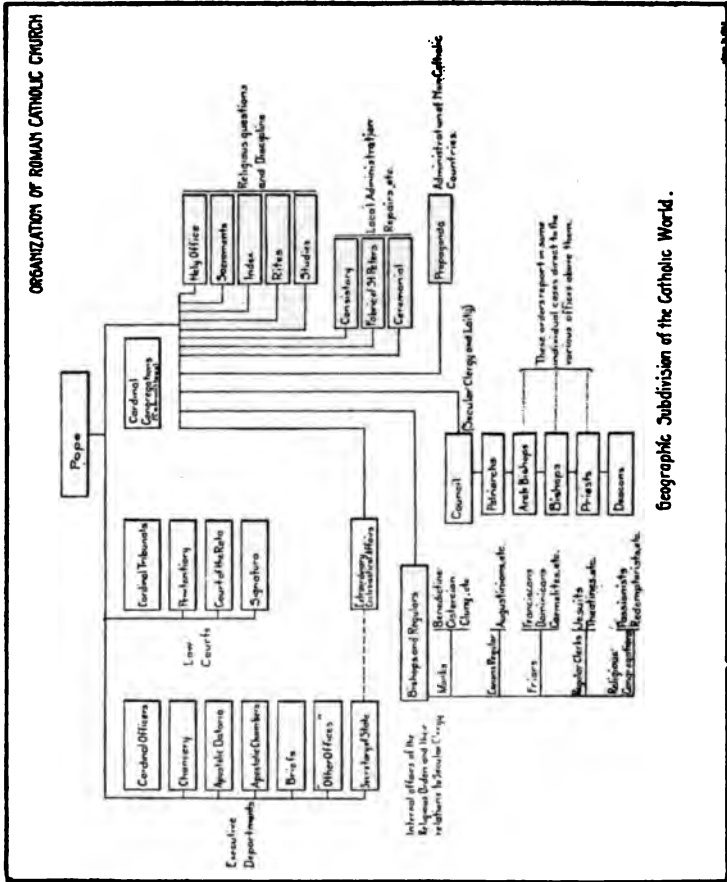 ORGANIZATION OF ROMAN CATHOLIC CHURCH
Pope
Cardinal Officers
Chancery
Apostolic Dataria
Apostolic Chambers
Briefs
"Other Offices"
Secretary of State
Executive
Departments
Cardinal Tribunals
Penetentiary
Court of the Rota
Signatura
Law
Courts
Extraordinary
Affairs
Cardinal
Congregations
Holy Office
Sacraments
Index
Rites
Studies
Religious questions
and Discipline
Consistory
Fabric of St Peters
Ceremonial
Local Administration
Repairs, etc.
Propaganda
Administration of Non Catholic
Countries.
Internal affairs of the
Religious Orders and their
relations to Secular Clergy
Bishops and Regulars
Monks
Benedictine
Cistercian
Cluny, etc
Canons Regular
Augustinians, etc.
Friars
Franciscans
Dominicans
Carmalites, etc.
Regular Clerks
Jesuits
Theatines, etc.
Religious
Congregations
Passionists
Redemptorists, etc.
(Secular Clergy and Laity)
Council
Patriarchs
Arch Bishops
Bishops
Priests
Deacons
These orders report in some
individual cases direct to the
various offices above them.
Geographic Subdivision of the Catholic World.